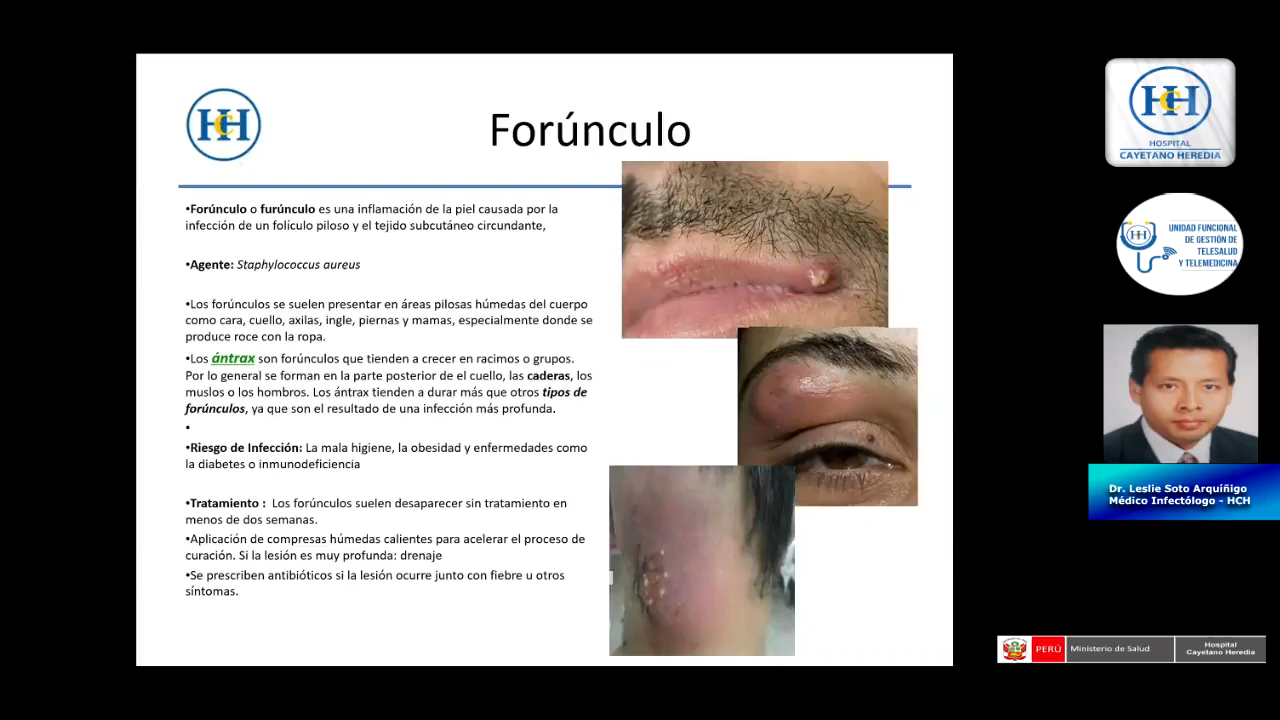 HCH
Forúnculo
•Forúnculo o furúnculo es una inflamación de la piel causada por la
infección de un folículo piloso y el tejido subcutáneo circundante,
•Agente: Staphylococcus aureus
•Los forúnculos se suelen presentar en áreas pilosas húmedas del cuerpo
como cara, cuello, axilas, ingle, piernas y mamas, especialmente donde se
produce roce con la ropa.
•Los ántrax son forúnculos que tienden a crecer en racimos o grupos.
Por lo general se forman en la parte posterior de el cuello, las caderas, los
muslos o los hombros. Los ántrax tienden a durar más que otros tipos de
forúnculos, ya que son el resultado de una infección más profunda.
•
•Riesgo de Infección: La mala higiene, la obesidad y enfermedades como
la diabetes o inmunodeficiencia
•Tratamiento : Los forúnculos suelen desaparecer sin tratamiento en
menos de dos semanas.
•Aplicación de compresas húmedas calientes para acelerar el proceso de
curación. Si la lesión es muy profunda: drenaje
•Se prescriben antibióticos si la lesión ocurre junto con fiebre u otros
síntomas.
HCH
HOSPITAL
CAYETANO HEREDIA
HCH
UNIDAD FUNCIONAL
DE GESTIÓN DE
TELESALUD
Y TELEMEDICINA
Dr. Leslie Soto Arquíñigo
Médico Infectólogo - HCH
PERÚ
Ministerio de Salud
Hospital
Cayetano Heredia